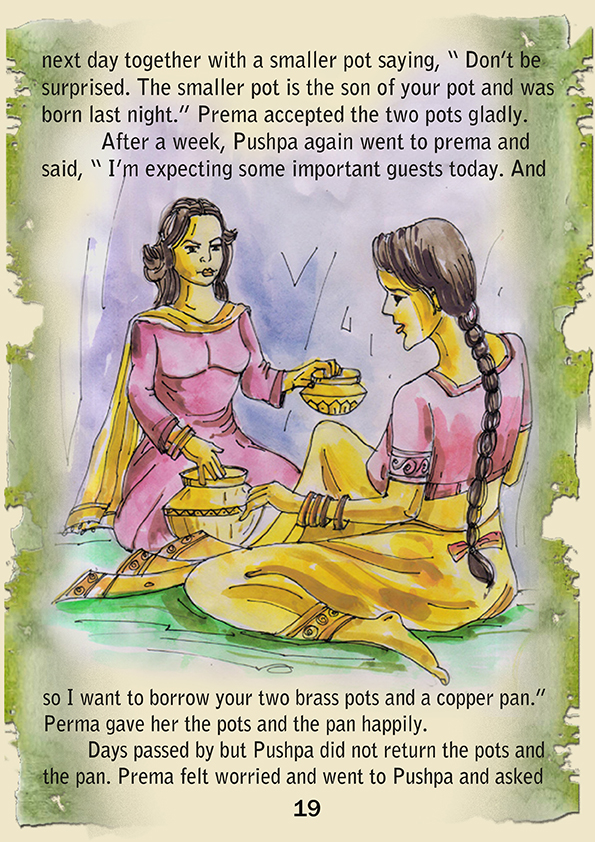 next day together with a smaller pot saying, “ Don’t be
surprised. The smaller pot is the son of your pot and was
born last night.” Prema accepted the two pots gladly.
After a week, Pushpa again went to prema and
said, “ I’m expecting some important guests today. And
so I want to borrow your two brass pots and a copper pan.”
Perma gave her the pots and the pan happily.
Days passed by but Pushpa did not return the pots and
the pan. Prema felt worried and went to Pushpa and asked
19